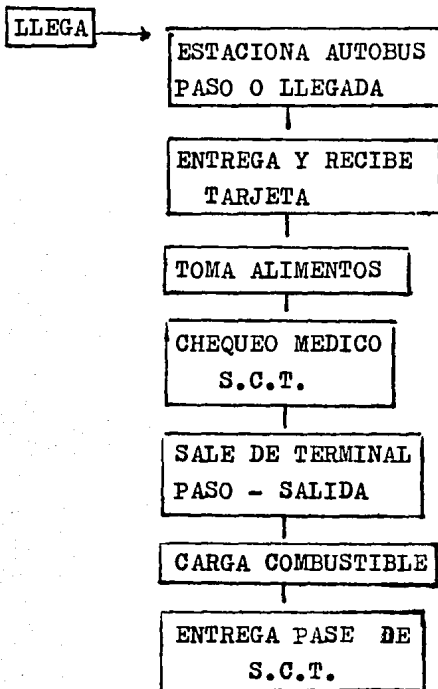 LLEGA
ESTACIONA AUTOBUS
PASO O LLEGADA
ENTREGA Y RECIBE
TARJETA
TOMA ALIMENTOS
CHEQUEO MEDICO
S.C.T.
SALE DE TERMINAL
PASO - SALIDA
CARGA COMBUSTIBLE
ENTREGA PASE DE
S.C.T.